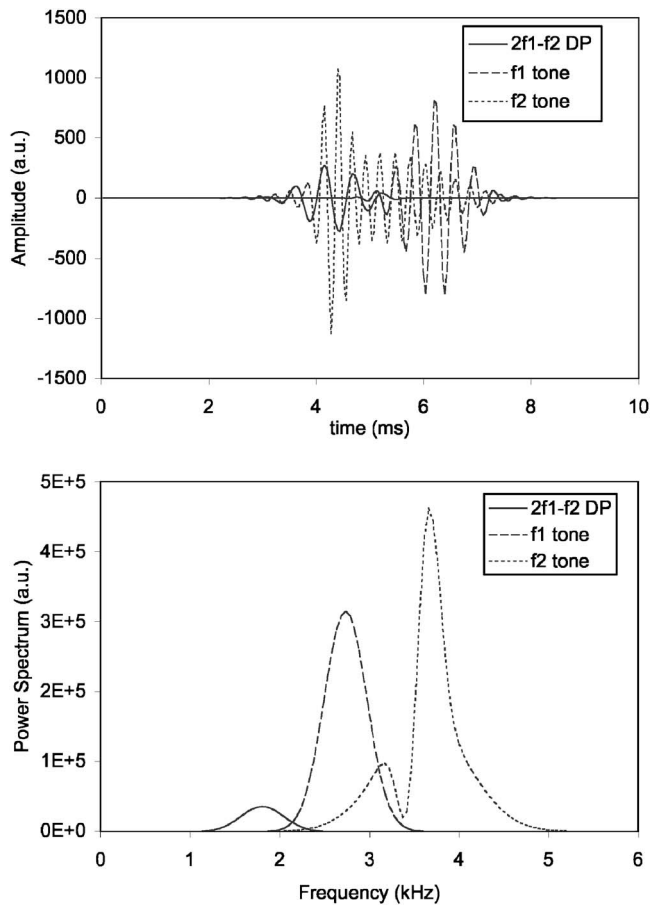 1500
1000
500
0
-500
-1000
-1500
Amplitude (a.u.)
2f1-f2 DP
f1 tone
f2 tone
0 2 4 6 8 10
time (ms)
5E+5
4E+5
3E+5
2E+5
1E+5
0E+0
Power Spectrum (a.u.)
2f1-f2 DP
f1 tone
f2 tone
0 1 2 3 4 5 6
Frequency (kHz)